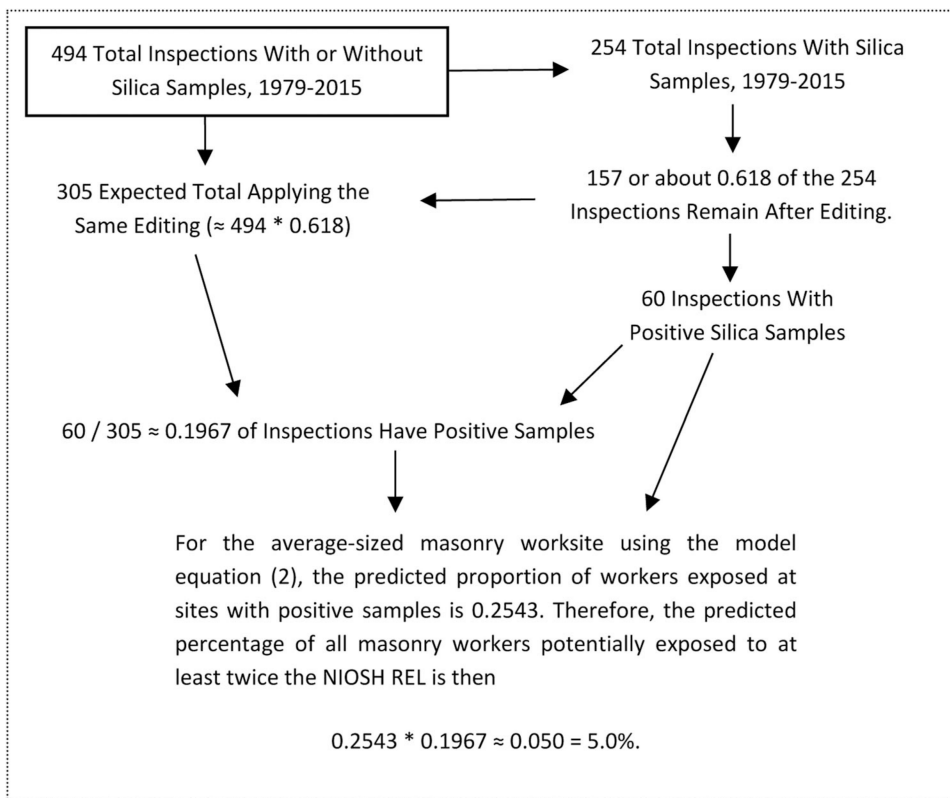 494 Total Inspections With or Without
Silica Samples, 1979-2015
254 Total Inspections With Silica
Samples, 1979-2015
305 Expected Total Applying the
Same Editing (≈ 494 * 0.618)
157 or about 0.618 of the 254
Inspections Remain After Editing.
60 Inspections With
Positive Silica Samples
60 / 305 ≈ 0.1967 of Inspections Have Positive Samples
For the average-sized masonry worksite using the model
equation (2), the predicted proportion of workers exposed at
sites with positive samples is 0.2543. Therefore, the predicted
percentage of all masonry workers potentially exposed to at
least twice the NIOSH REL is then
0.2543 * 0.1967 ≈ 0.050 = 5.0%.